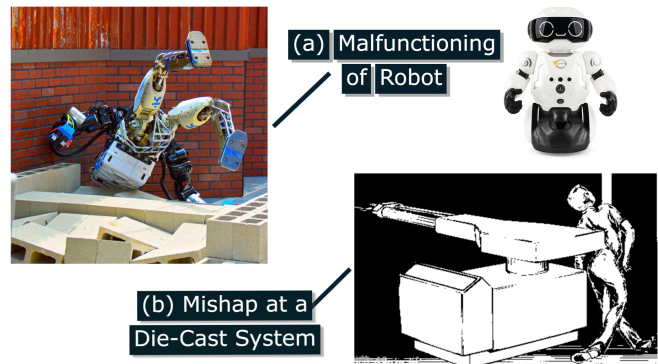 (a) Malfunctioning
of Robot
(b) Mishap at a
Die-Cast System